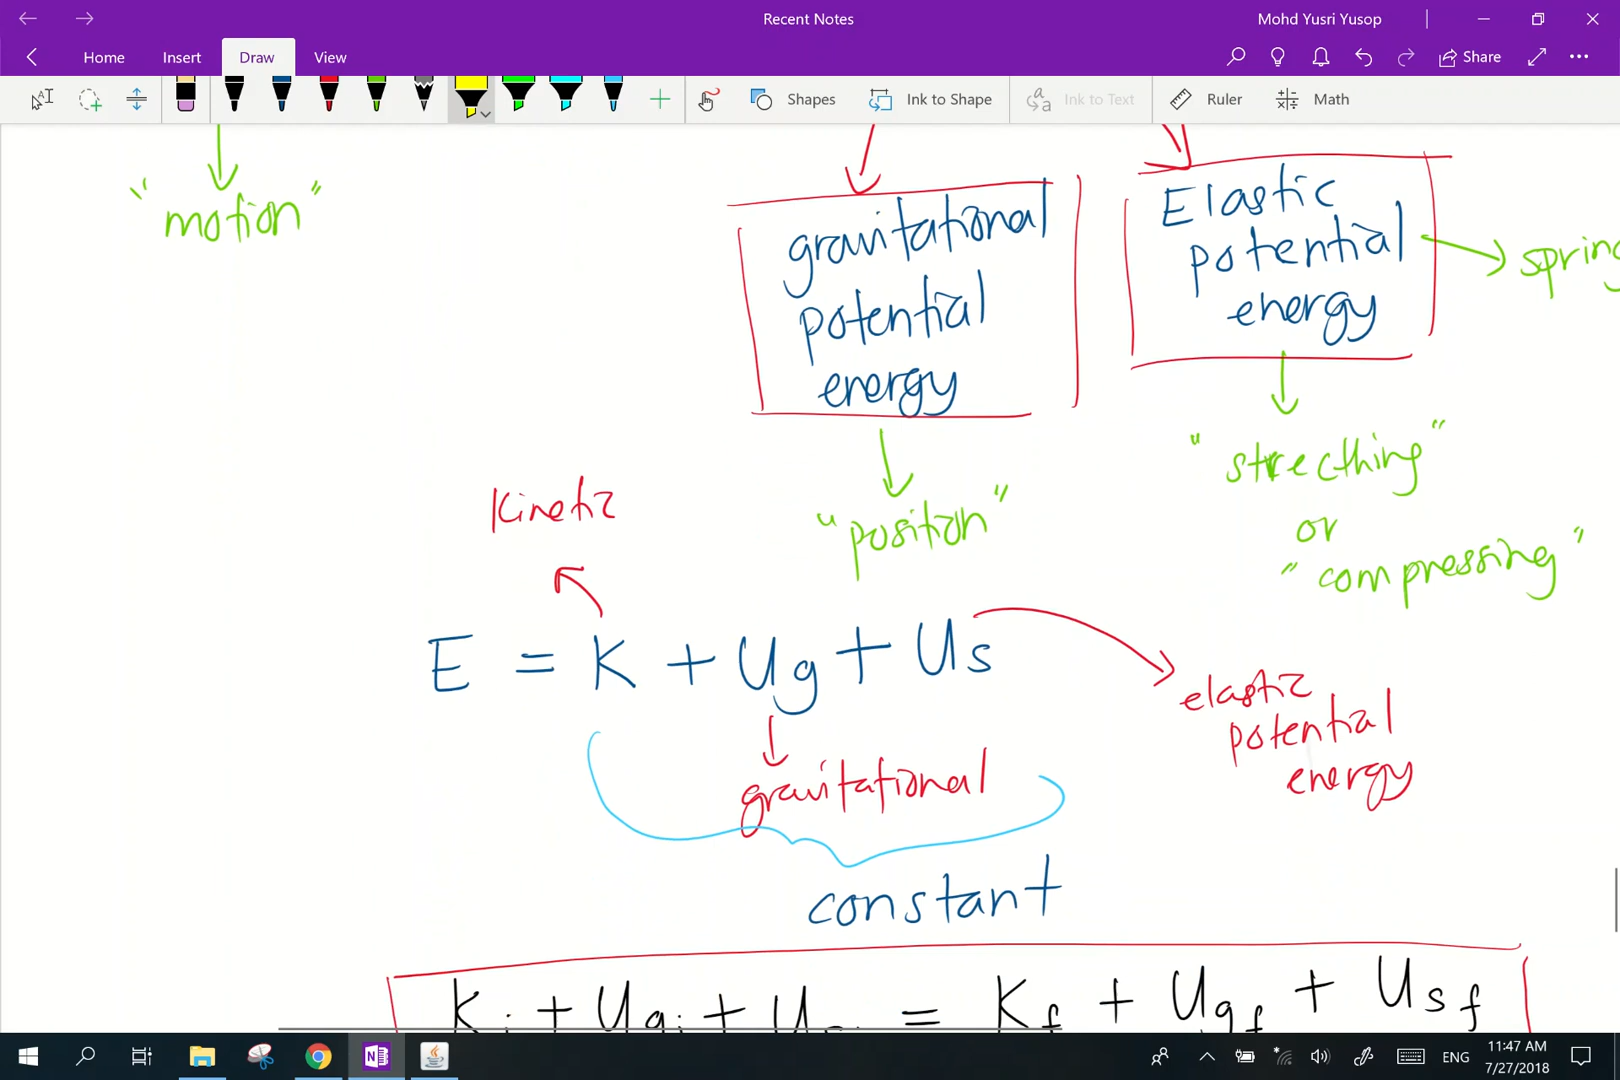 Recent Notes
Mohd Yusri Yusop
Home Insert Draw View
Share
Shapes Ink to Shape Ink to Text Ruler Math
" motion "
gravitational
potential
energy
Elastic
potential
energy
spring
"position"
"strecthing"
or
"compressing"
Kinetic
E = K + Ug + Us
gravitational
elastic
potential
energy
constant
Ki + Ugi + U = Kf + Ugf + Usf
ENG
11:47 AM
7/27/2018